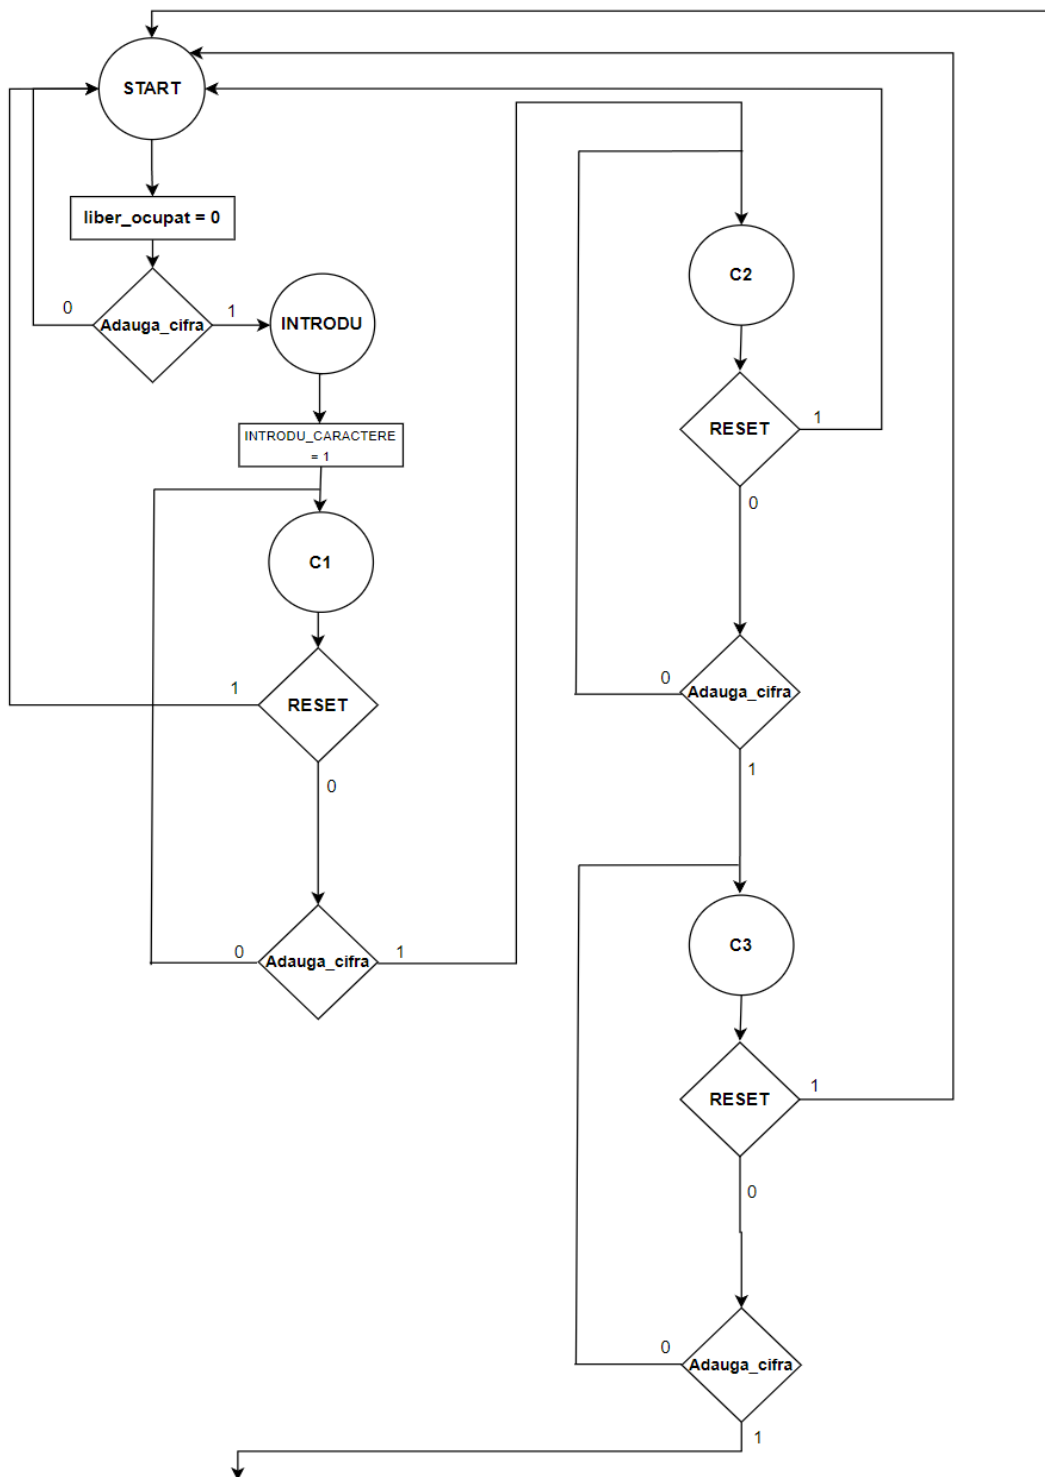 START
liber_ocupat = 0
Adauga_cifra
0
1
INTRODU
INTRODU_CARACTERE
= 1
C1
RESET
1
0
Adauga_cifra
0
1
C2
RESET
1
0
Adauga_cifra
0
1
C3
RESET
1
0
Adauga_cifra
0
1